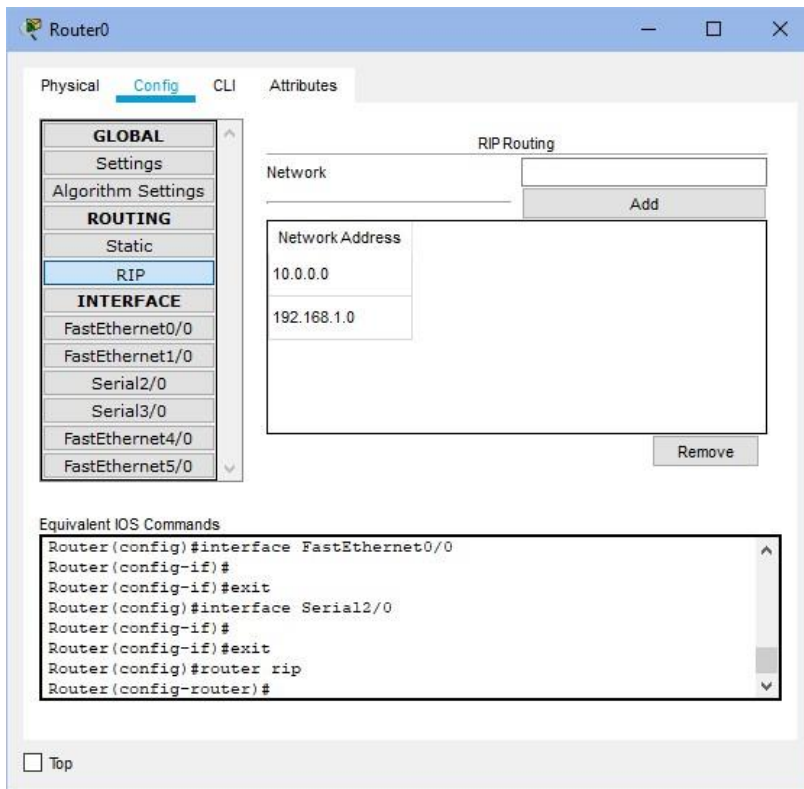 Router0
Physical Config CLI Attributes
GLOBAL
Settings
Algorithm Settings
ROUTING
Static
RIP
INTERFACE
FastEthernet0/0
FastEthernet1/0
Serial2/0
Serial3/0
FastEthernet4/0
FastEthernet5/0
RIP Routing
Network
Add
Network Address
10.0.0.0
192.168.1.0
Remove
Equivalent IOS Commands
Router(config)#interface FastEthernet0/0
Router(config-if)#
Router(config-if)#exit
Router(config)#interface Serial2/0
Router(config-if)#
Router(config-if)#exit
Router(config)#router rip
Router(config-router)#
Top